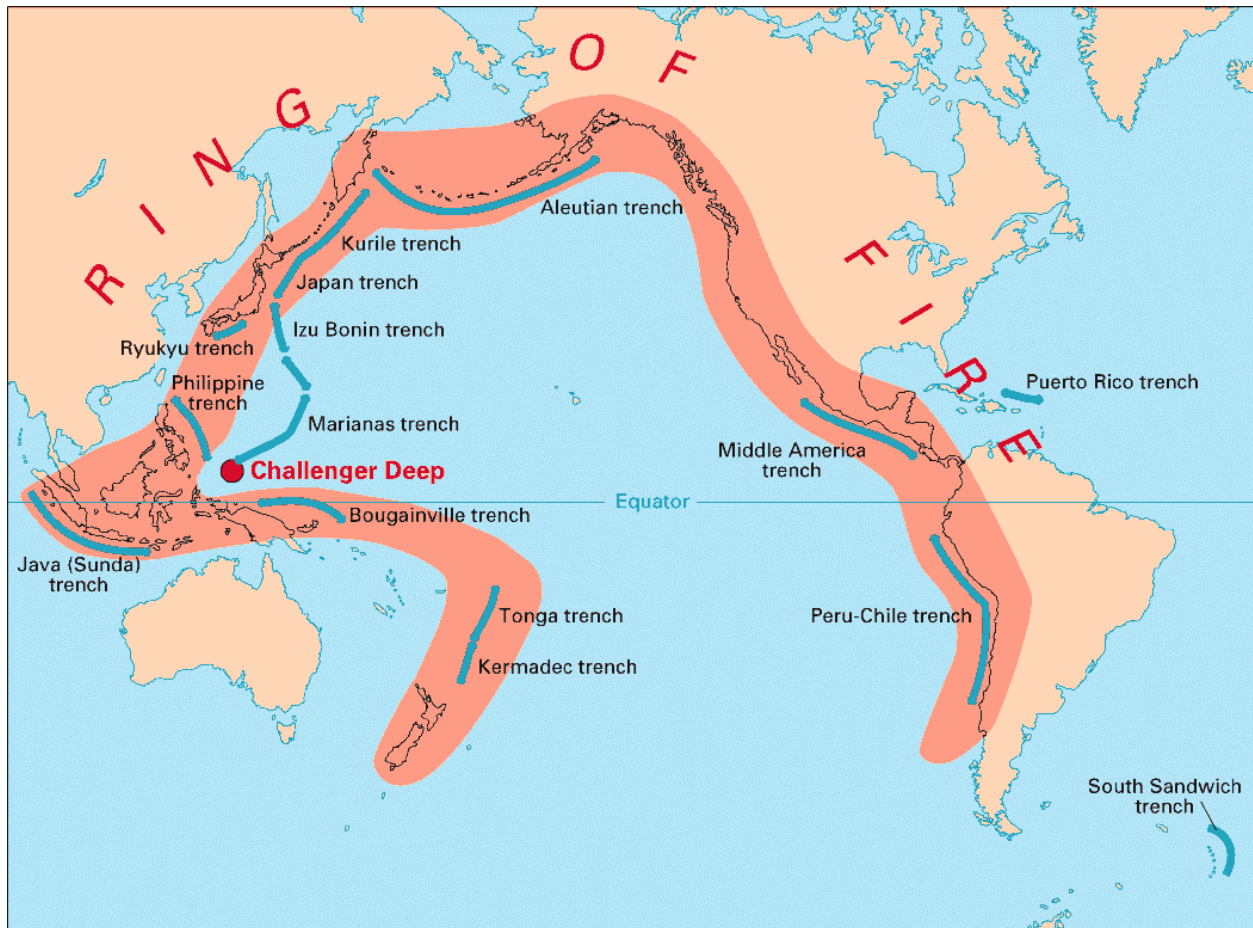 RING OF FIRE
Aleutian trench
Kurile trench
Japan trench
Izu Bonin trench
Ryukyu trench
Philippine
trench
Marianas trench
Challenger Deep
Puerto Rico trench
Middle America
trench
Equator
Bougainville trench
Java (Sunda)
trench
Tonga trench
Peru-Chile trench
Kermadec trench
South Sandwich
trench